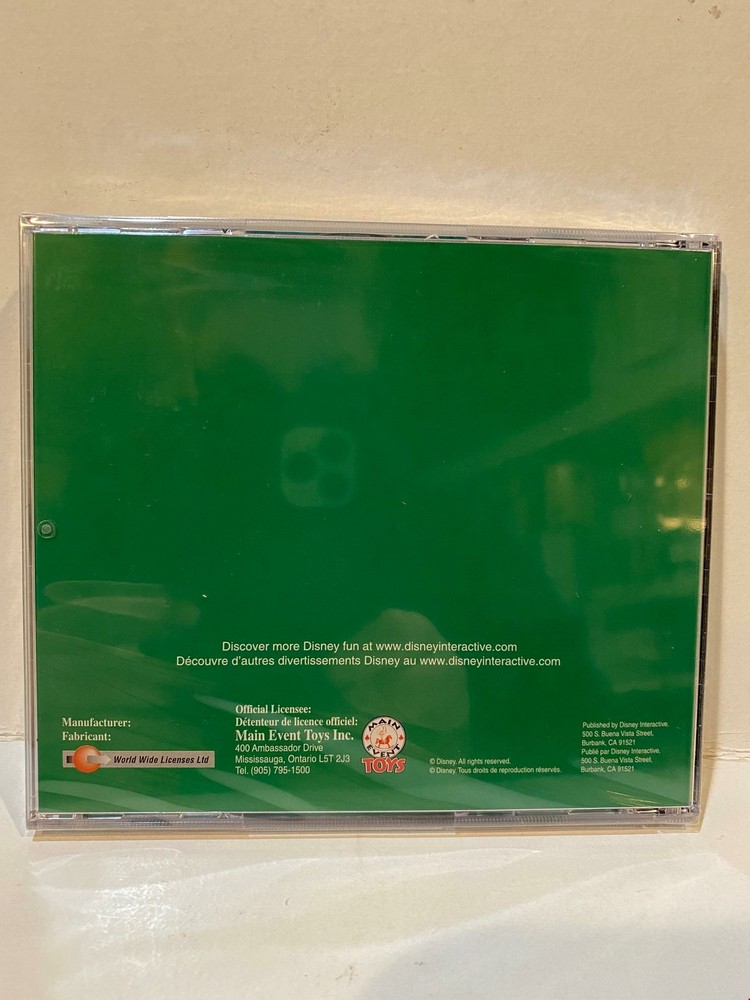 Discover more Disney fun at www.disneyinteractive.com
Découvre d'autres divertissements Disney au www.disneyinteractive.com
Manufacturer:
Fabricant:
World Wide Licenses Ltd
Official Licensee:
Détenteur de licence officiel:
Main Event Toys Inc.
400 Ambassador Drive
Mississauga, Ontario L5T 2J3
Tel. (905) 795-1500
MAIN
EVENT
TOYS
© Disney. All rights reserved.
© Disney. Tous droits de reproduction réservés.
Published by Disney Interactive.
500 S. Buena Vista Street,
Burbank, CA 91521
Publié par Disney Interactive.
500 S. Buena Vista Street,
Burbank, CA 91521